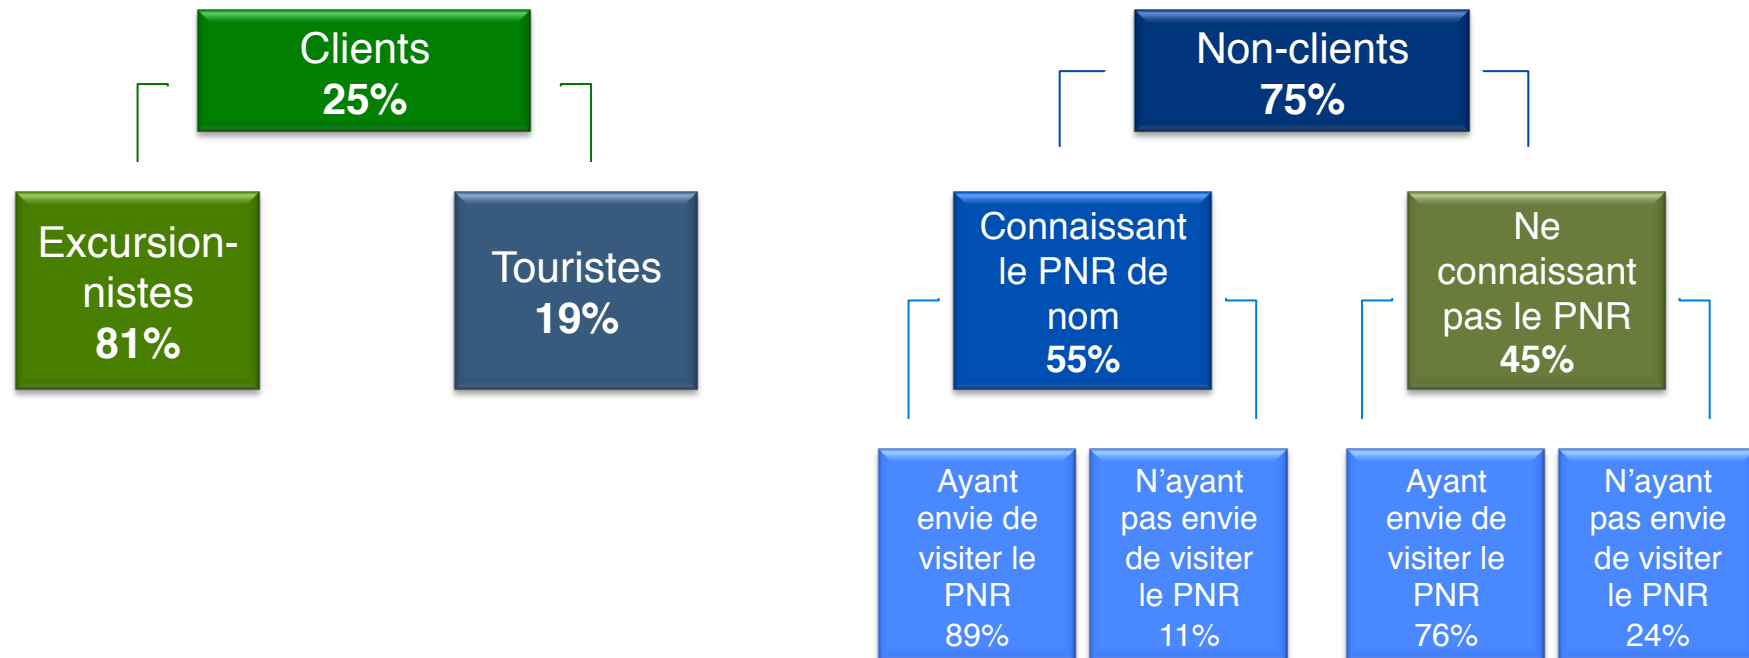 Clients
25%
Non-clients
75%
Excursion-
nistes
81%
Touristes
19%
Connaissant
le PNR de
nom
55%
Ne
connaissant
pas le PNR
45%
Ayant
envie de
visiter le
PNR
89%
N’ayant
pas envie
de visiter
le PNR
11%
Ayant
envie de
visiter le
PNR
76%
N’ayant
pas envie
de visiter
le PNR
24%